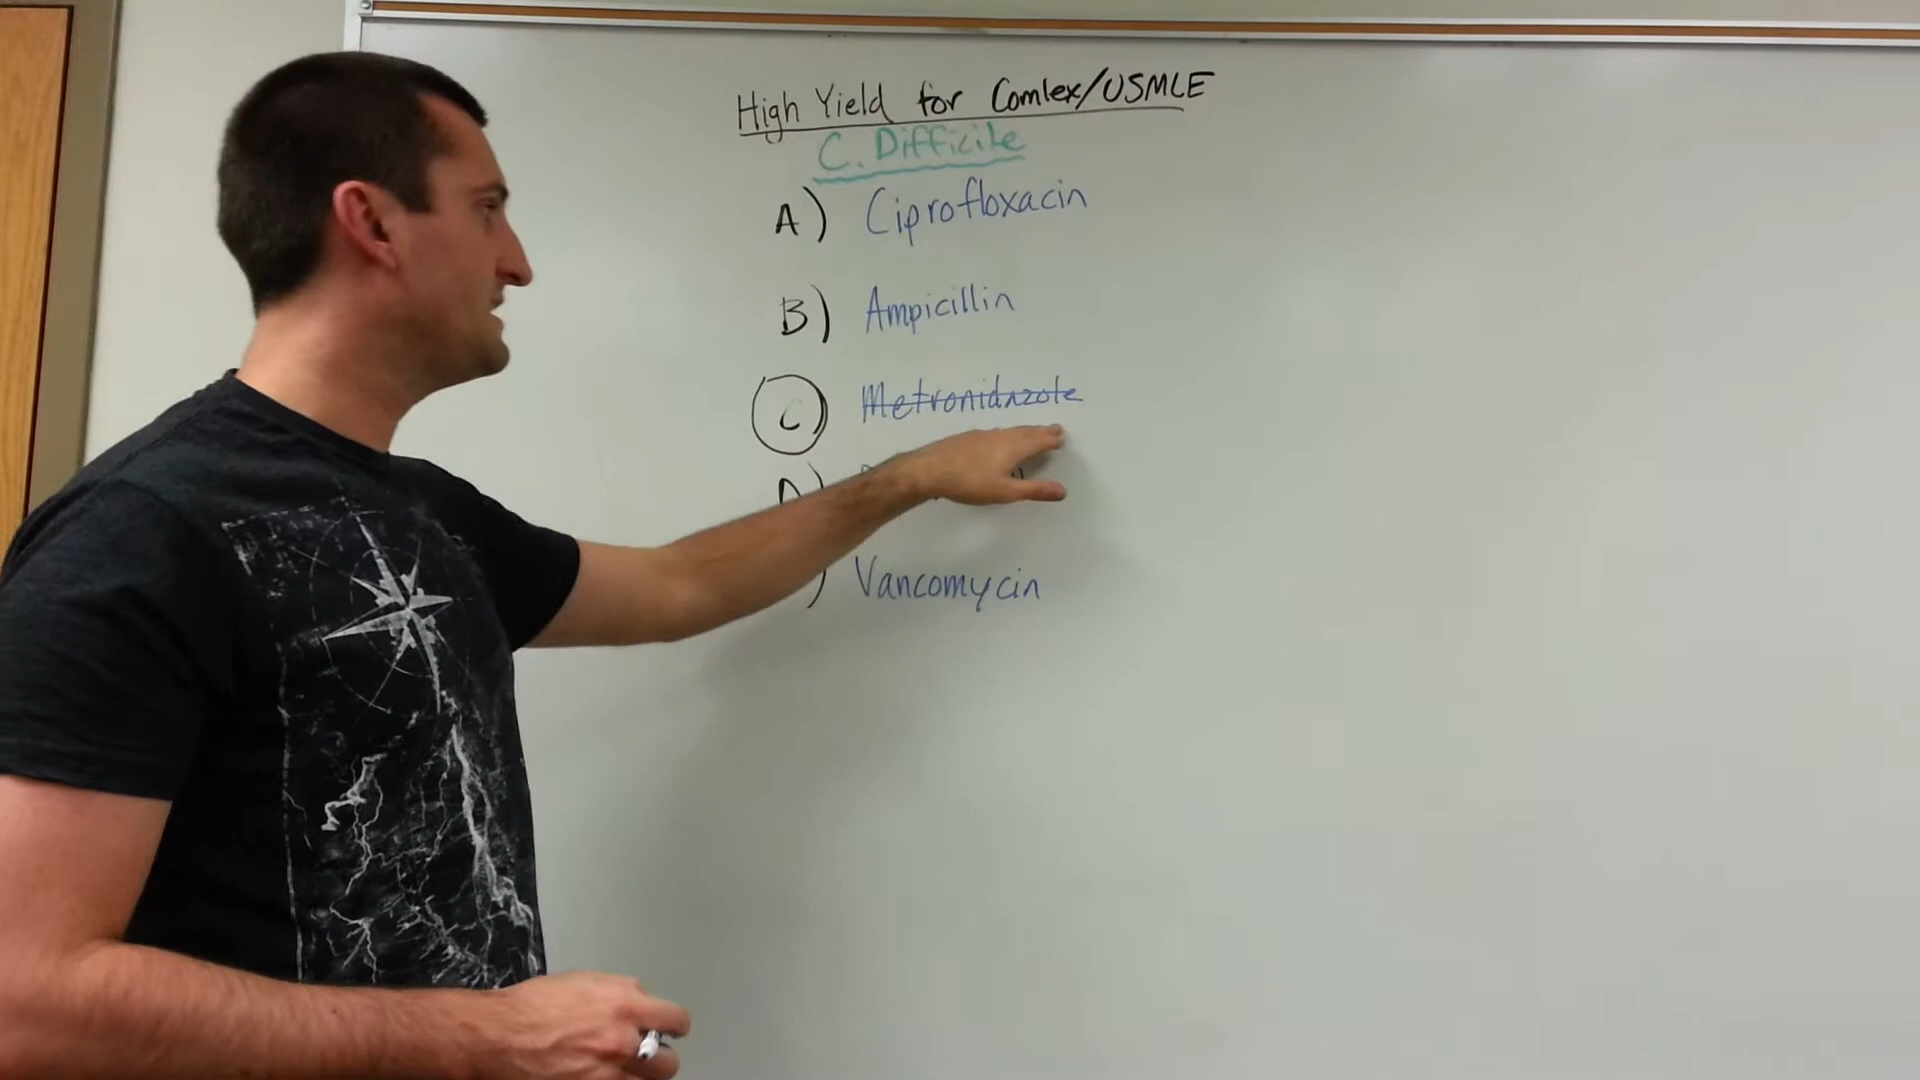 High Yield for Comlex/USMLE
C. Difficile
A) Ciprofloxacin
B) Ampicillin
C) Metronidazole
D)
) Vancomycin